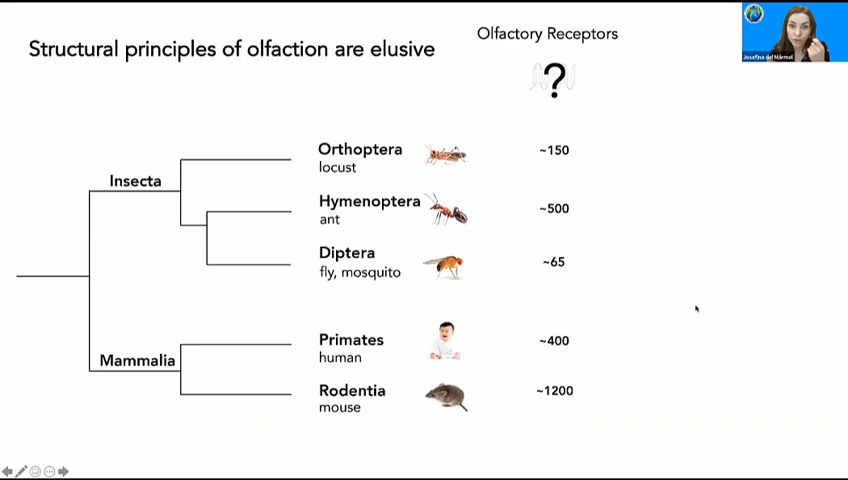 Structural principles of olfaction are elusive
Olfactory Receptors
?
Josefina del Mármol
Insecta
Orthoptera
locust
~150
Hymenoptera
ant
~500
Diptera
fly, mosquito
~65
Mammalia
Primates
human
~400
Rodentia
mouse
~1200